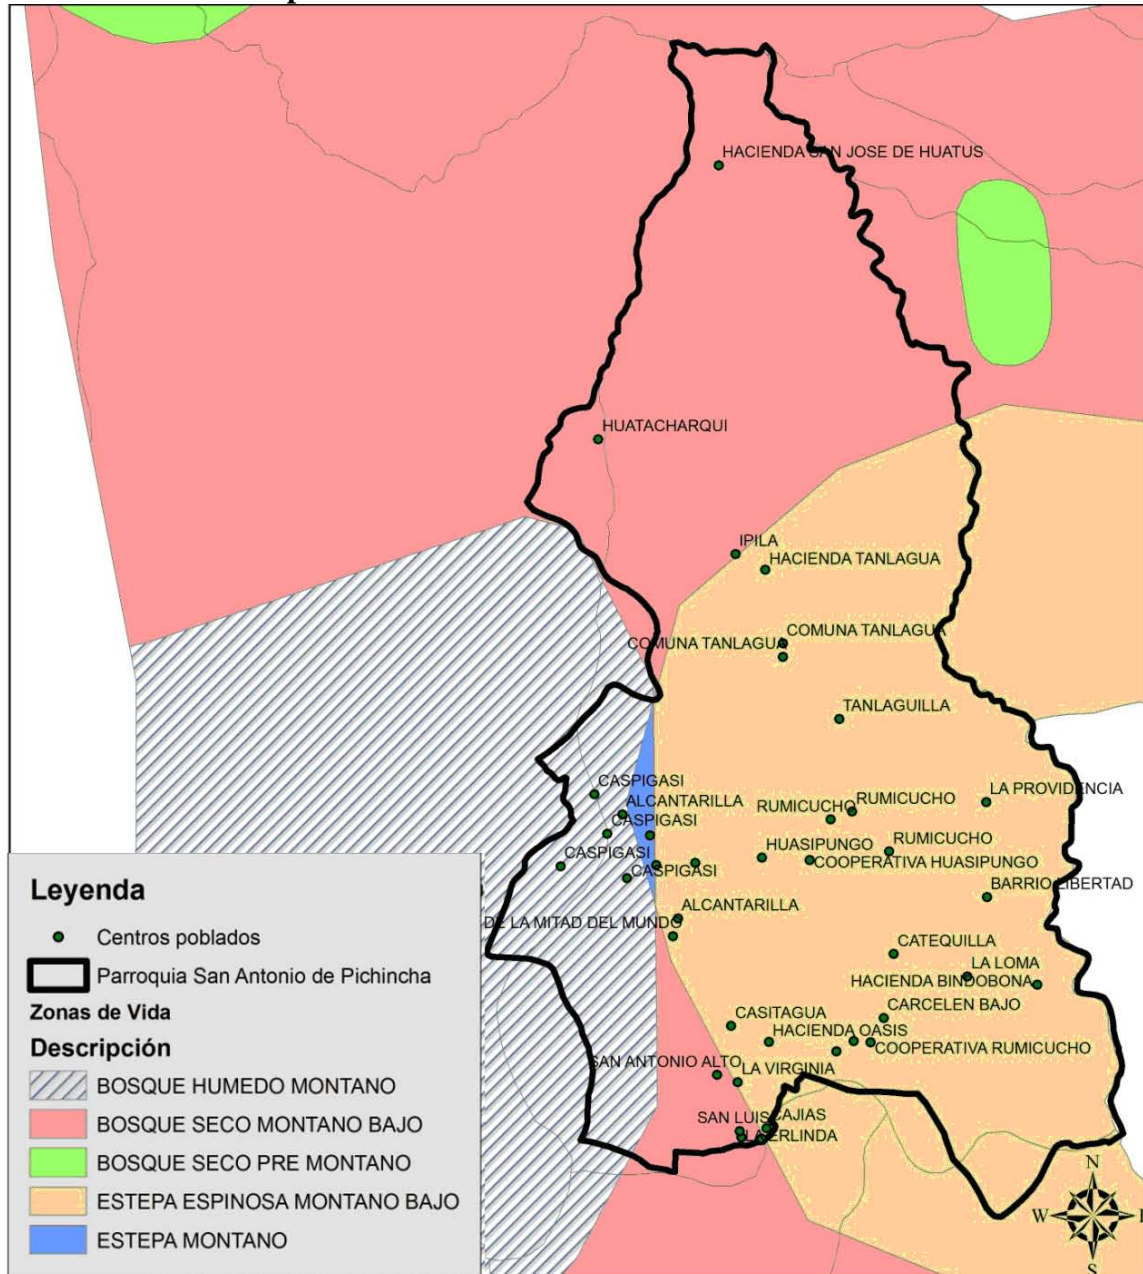 HACIENDA SAN JOSE DE HUATUS
HUATACHARQUI
IPILA
HACIENDA TANLAGUA
COMUNA TANLAGUA
COMUNA TANLAGUA
TANLAGUILLA
CASPIGASI
LA PROVIDENCIA
ALCANTARILLA
RUMICUCHO
RUMICUCHO
CASPIGASI
HUASIPUNGO
RUMICUCHO
CASPIGASI
COOPERATIVA HUASIPUNGO
CASPIGASI
BARRIO LIBERTAD
ALCANTARILLA
DE LA MITAD DEL MUNDO
CATEQUILLA
LA LOMA
HACIENDA BINDOBONA
CARCELEN BAJO
CASITAGUA
HACIENDA OASIS
COOPERATIVA RUMICUCHO
SAN ANTONIO ALTO
LA VIRGINIA
SAN LUIS
CAJIAS
LA ERLINDA
Leyenda
Centros poblados
Parroquia San Antonio de Pichincha
Zonas de Vida
Descripción
BOSQUE HUMEDO MONTANO
BOSQUE SECO MONTANO BAJO
BOSQUE SECO PRE MONTANO
ESTEPA ESPINOSA MONTANO BAJO
ESTEPA MONTANO
N
W
E
S